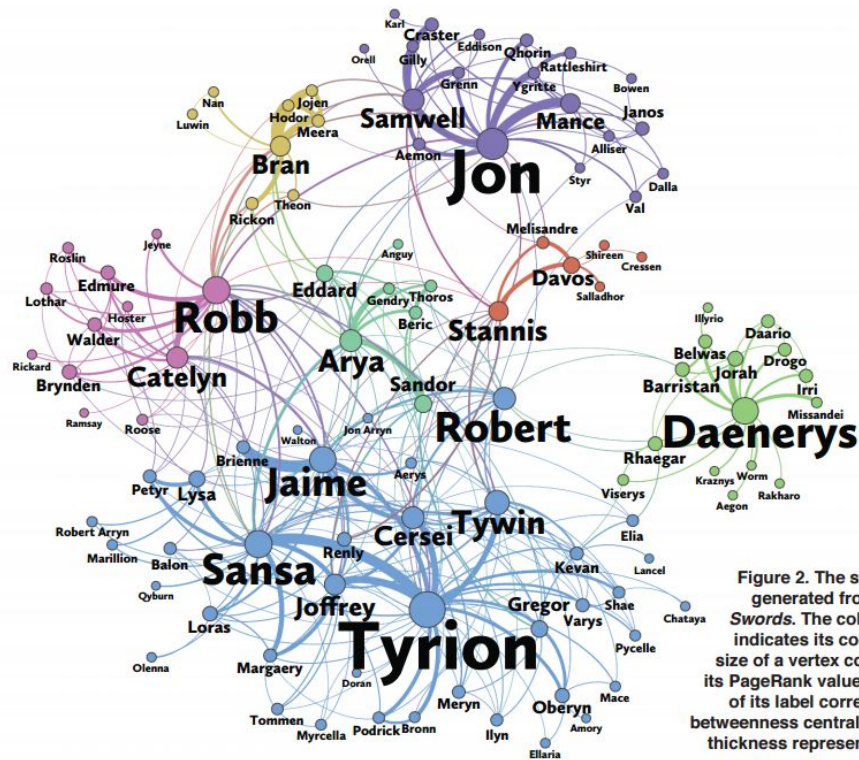 Karl
Craster
Eddison
Qhorin
Orell
Gilly
Rattleshirt
Nan
Jojen
Grenn
Ygritte
Bowen
Hodor
Samwell
Mance
Janos
Luwin
Meera
Aemon
Alliser
Bran
Jon
Styr
Dalla
Theon
Val
Rickon
Melisandre
Jeyne
Anguy
Shireen
Roslin
Davos
Cressen
Edmure
Eddard
Gendry
Thoros
Salladhor
Lothar
Hoster
Robb
Beric
Stannis
Illyrio
Daario
Walder
Arya
Belwas
Jorah
Drogo
Rickard
Catelyn
Sandor
Barristan
Irri
Brynden
Missandei
Ramsay
Jon Arryn
Robert
Daenerys
Roose
Walton
Brienne
Rhaegar
Petyr
Lysa
Jaime
Aerys
Kraznys
Worm
Viserys
Rakharo
Aegon
Robert Arryn
Cersei
Tywin
Elia
Marillion
Balon
Renly
Sansa
Kevan
Lancel
Qyburn
Joffrey
Gregor
Shae
Loras
Varys
Chataya
Tyrion
Pycelle
Olenna
Margaery
Doran
Meryn
Mace
Tommen
Oberyn
Myrcella
Podrick
Bronn
Ilyn
Amory
Ellaria
Figure 2. The s
generated fro
Swords. The col
indicates its co
size of a vertex co
its PageRank value
of its label corre
betweenness central
thickness represer